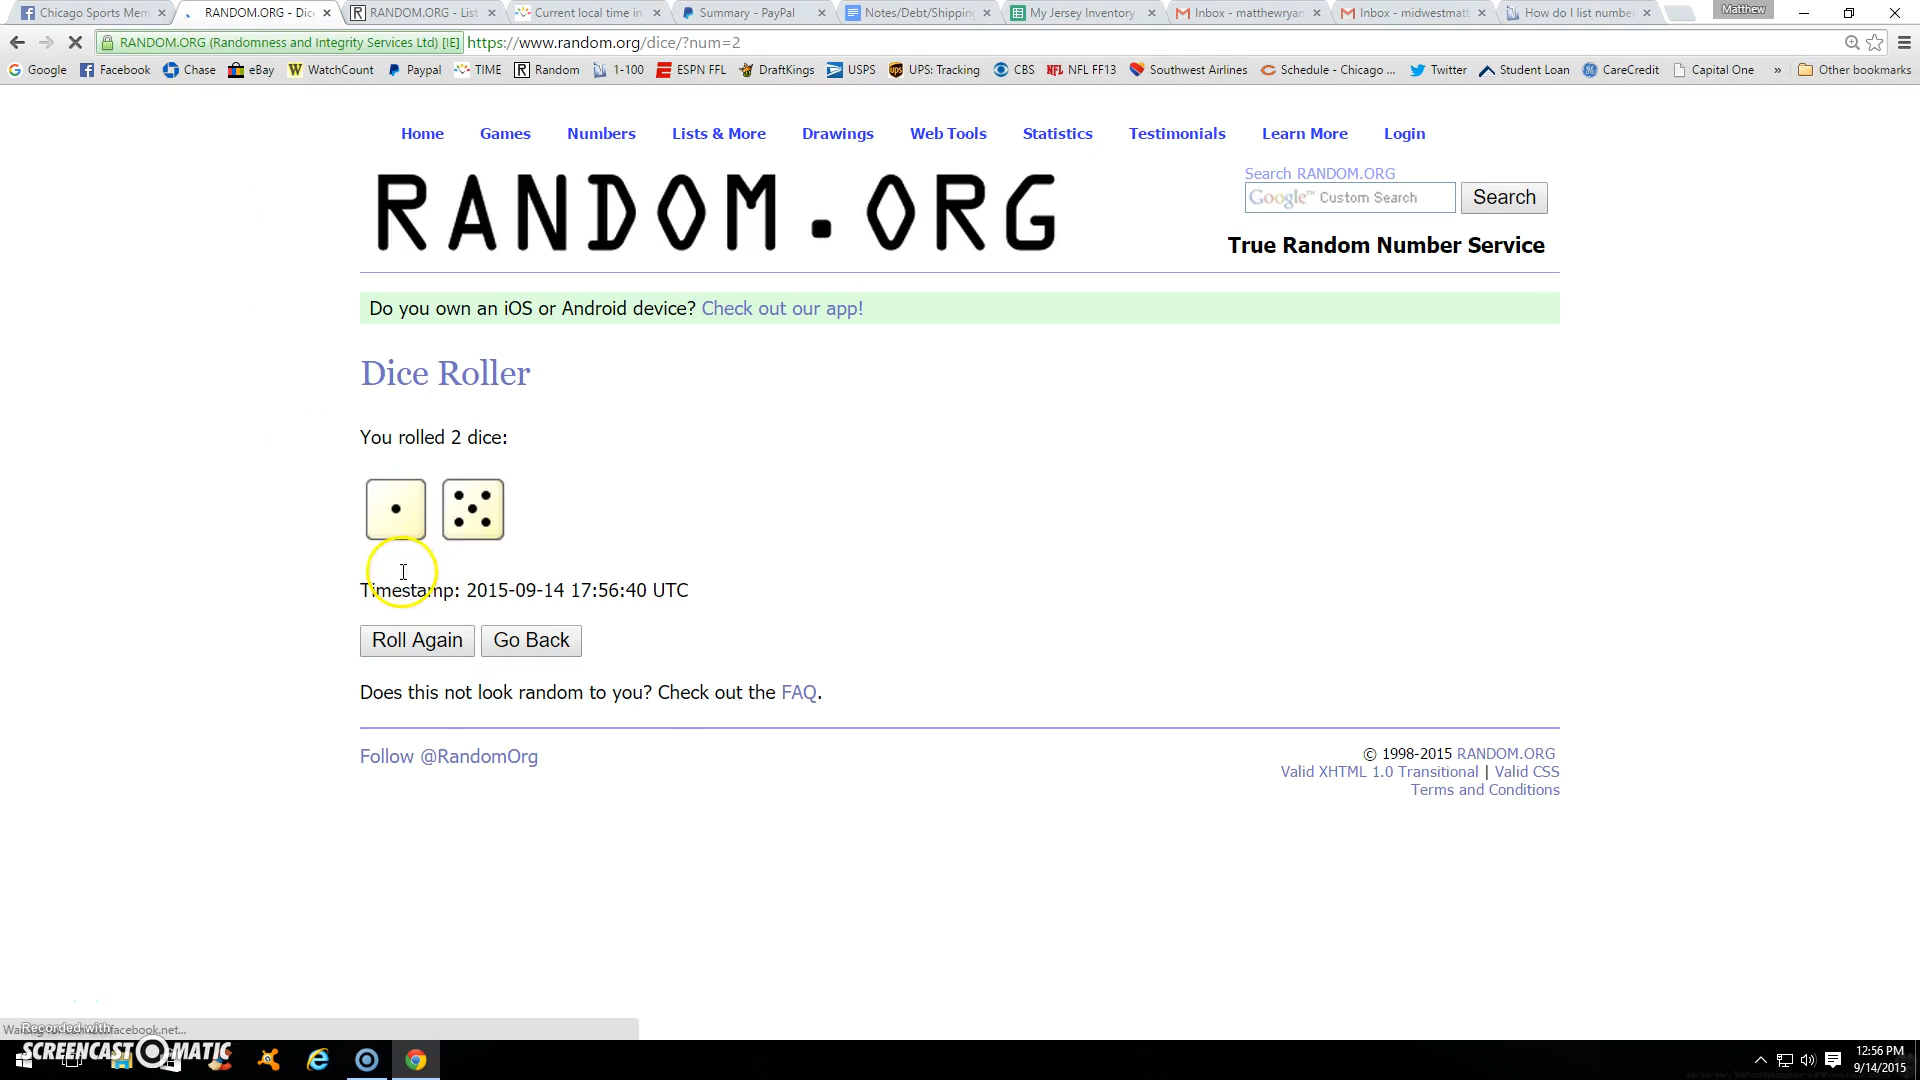 Chicago Sports Mem
RANDOM.ORG - Dic
RANDOM.ORG - List
Current local time in
Summary - PayPal
Notes/Debt/Shipping
My Jersey Inventory
Inbox - matthewryan
Inbox - midwestmatt
How do I list number
Matthew
RANDOM.ORG (Randomness and Integrity Services Ltd) [IE] https://www.random.org/dice/?num=2
Google Facebook Chase eBay WatchCount Paypal TIME Random 1-100 ESPN FFL DraftKings USPS UPS: Tracking CBS NFL FF13 Southwest Airlines Schedule - Chicago ... Twitter Student Loan CareCredit Capital One » Other bookmarks
Home Games Numbers Lists & More Drawings Web Tools Statistics Testimonials Learn More Login
RANDOM.ORG
Search RANDOM.ORG
Google™ Custom Search Search
True Random Number Service
Do you own an iOS or Android device? Check out our app!
Dice Roller
You rolled 2 dice:
Timestamp: 2015-09-14 17:56:40 UTC
Roll Again Go Back
Does this not look random to you? Check out the FAQ.
Follow @RandomOrg
© 1998-2015 RANDOM.ORG
Valid XHTML 1.0 Transitional | Valid CSS
Terms and Conditions
Recorded with
SCREENCAST-O-MATIC
12:56 PM
9/14/2015